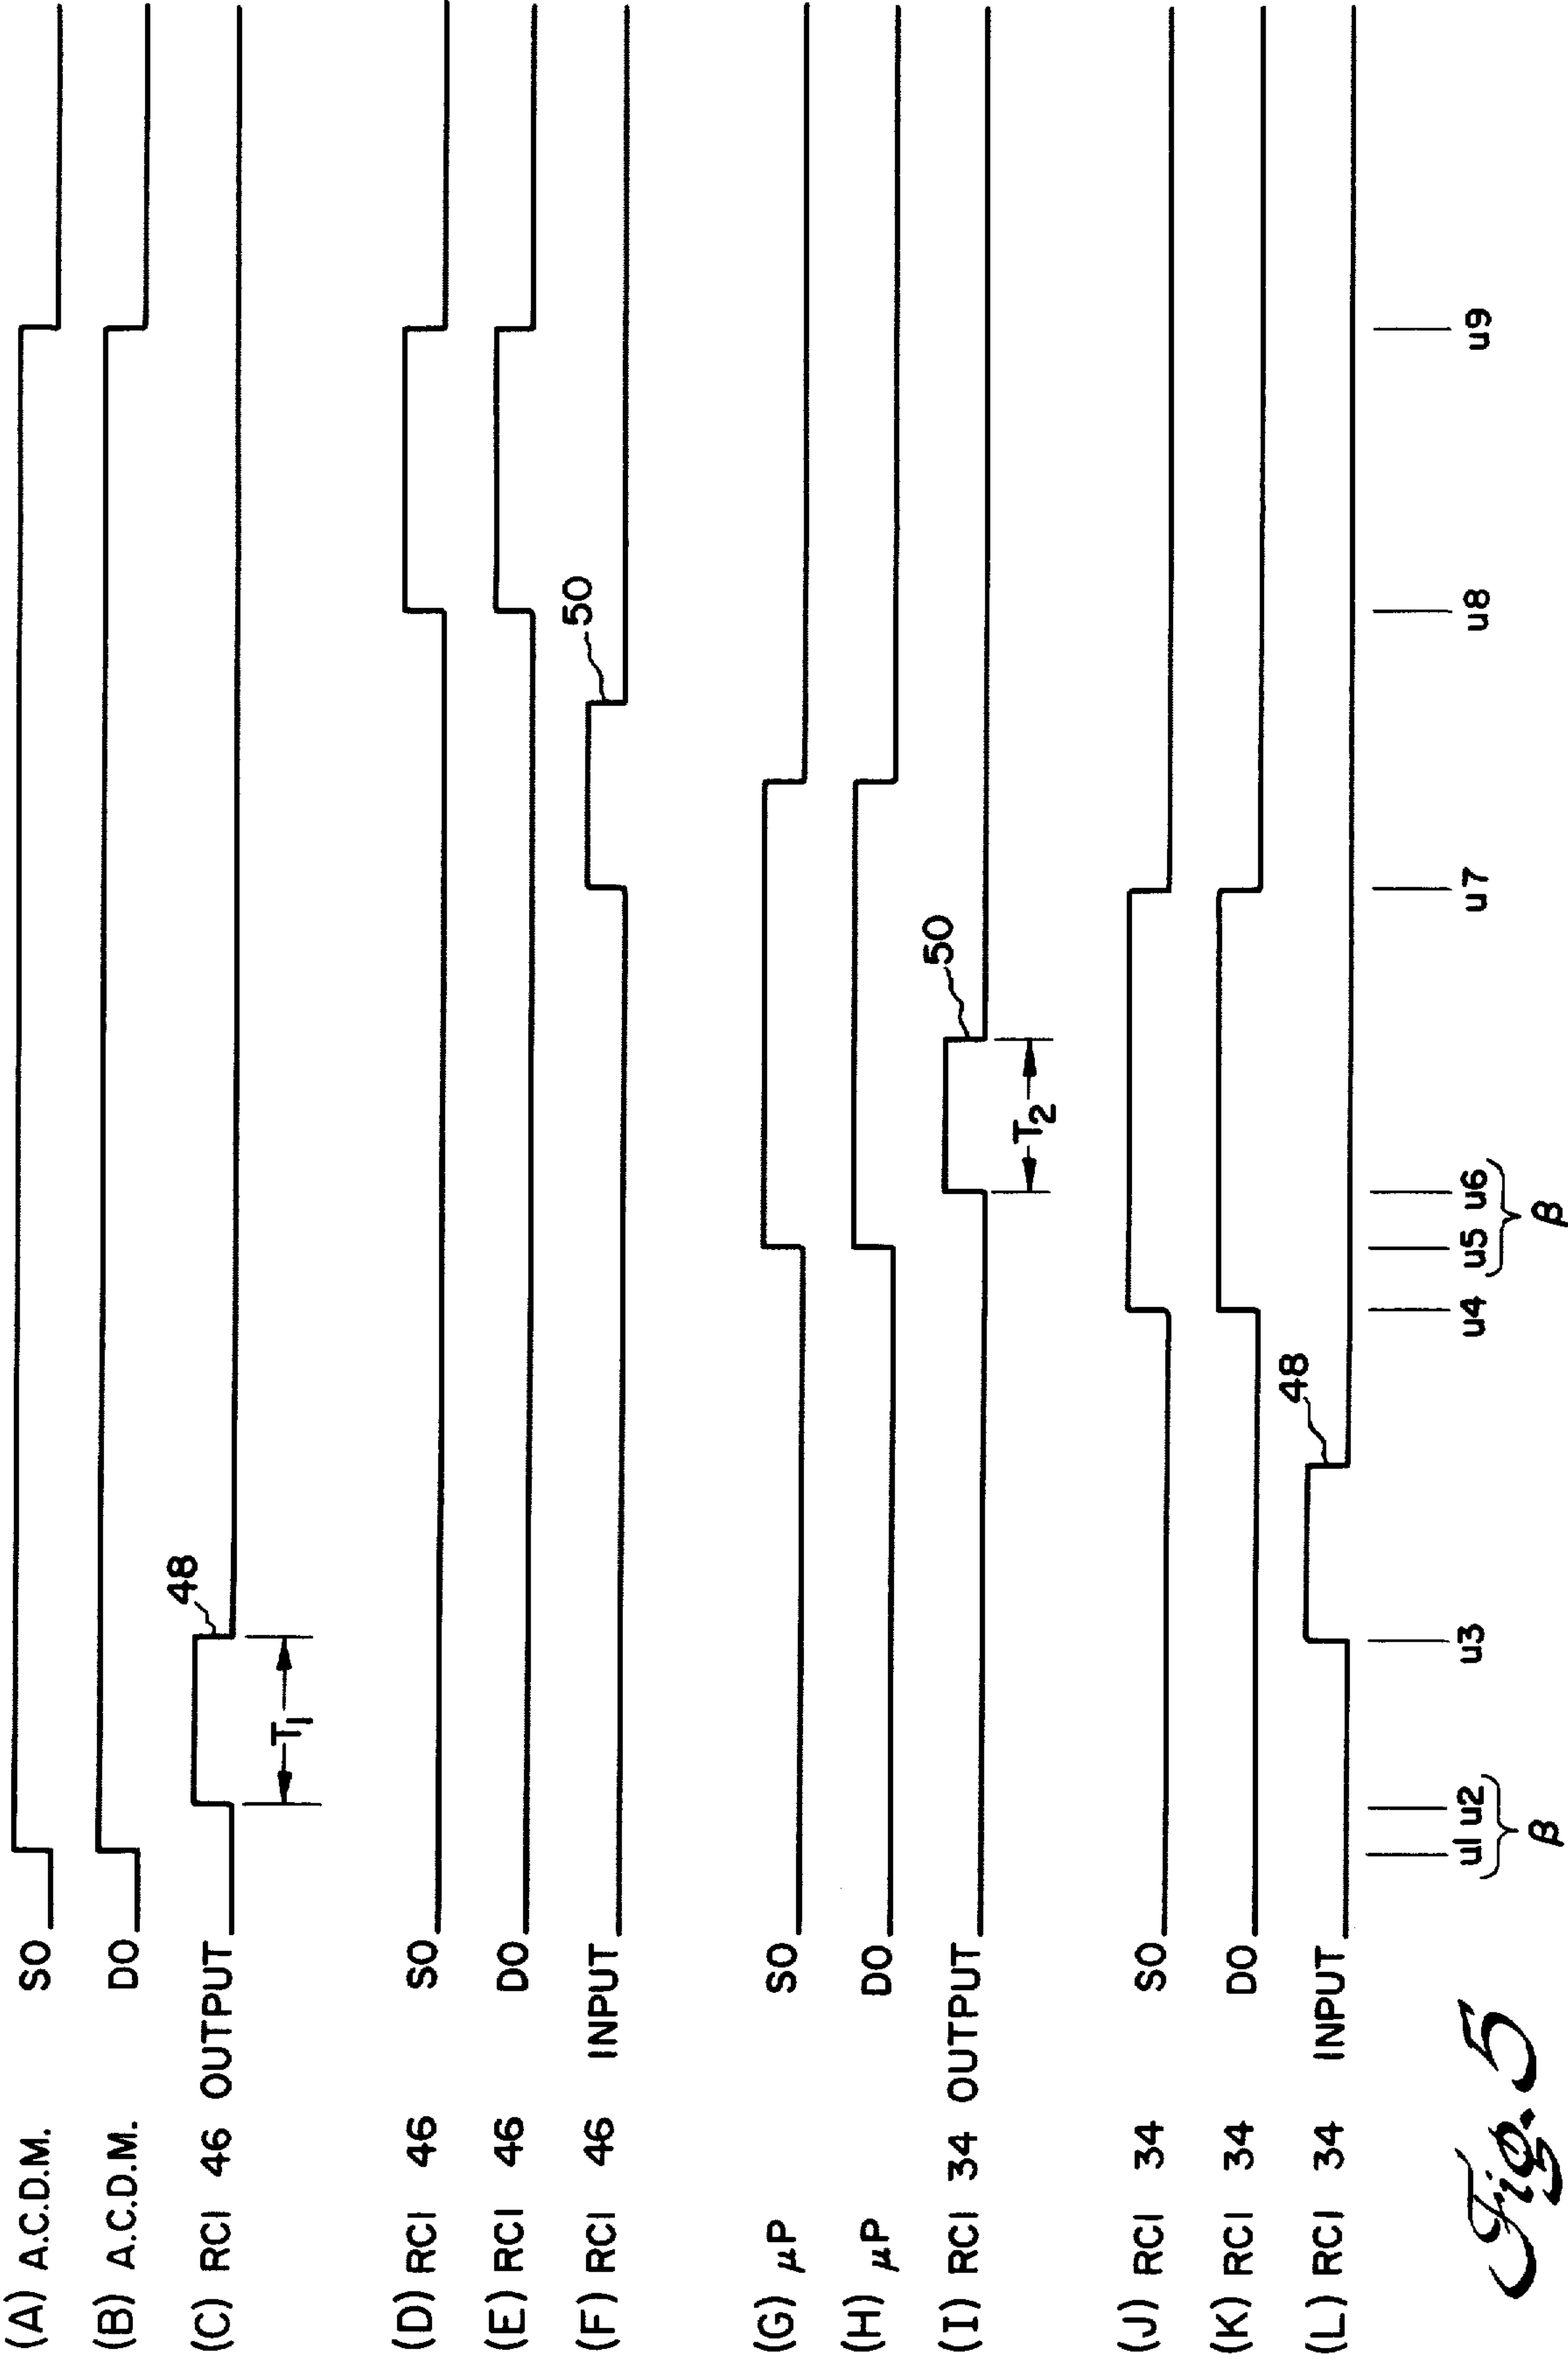 (A) A.C.D.M. SO
(B) A.C.D.M. DO
(C) RCI 46 OUTPUT
48
T1
(D) RCI 46 SO
(E) RCI 46 DO
(F) RCI 46 INPUT
50
(G) μP SO
(H) μP DO
(I) RCI 34 OUTPUT
50
T2
(J) RCI 34 SO
(K) RCI 34 DO
(L) RCI 34 INPUT
48
u1 u2 u3 u4 u5 u6 u7 u8 u9
β β
Fig. 5